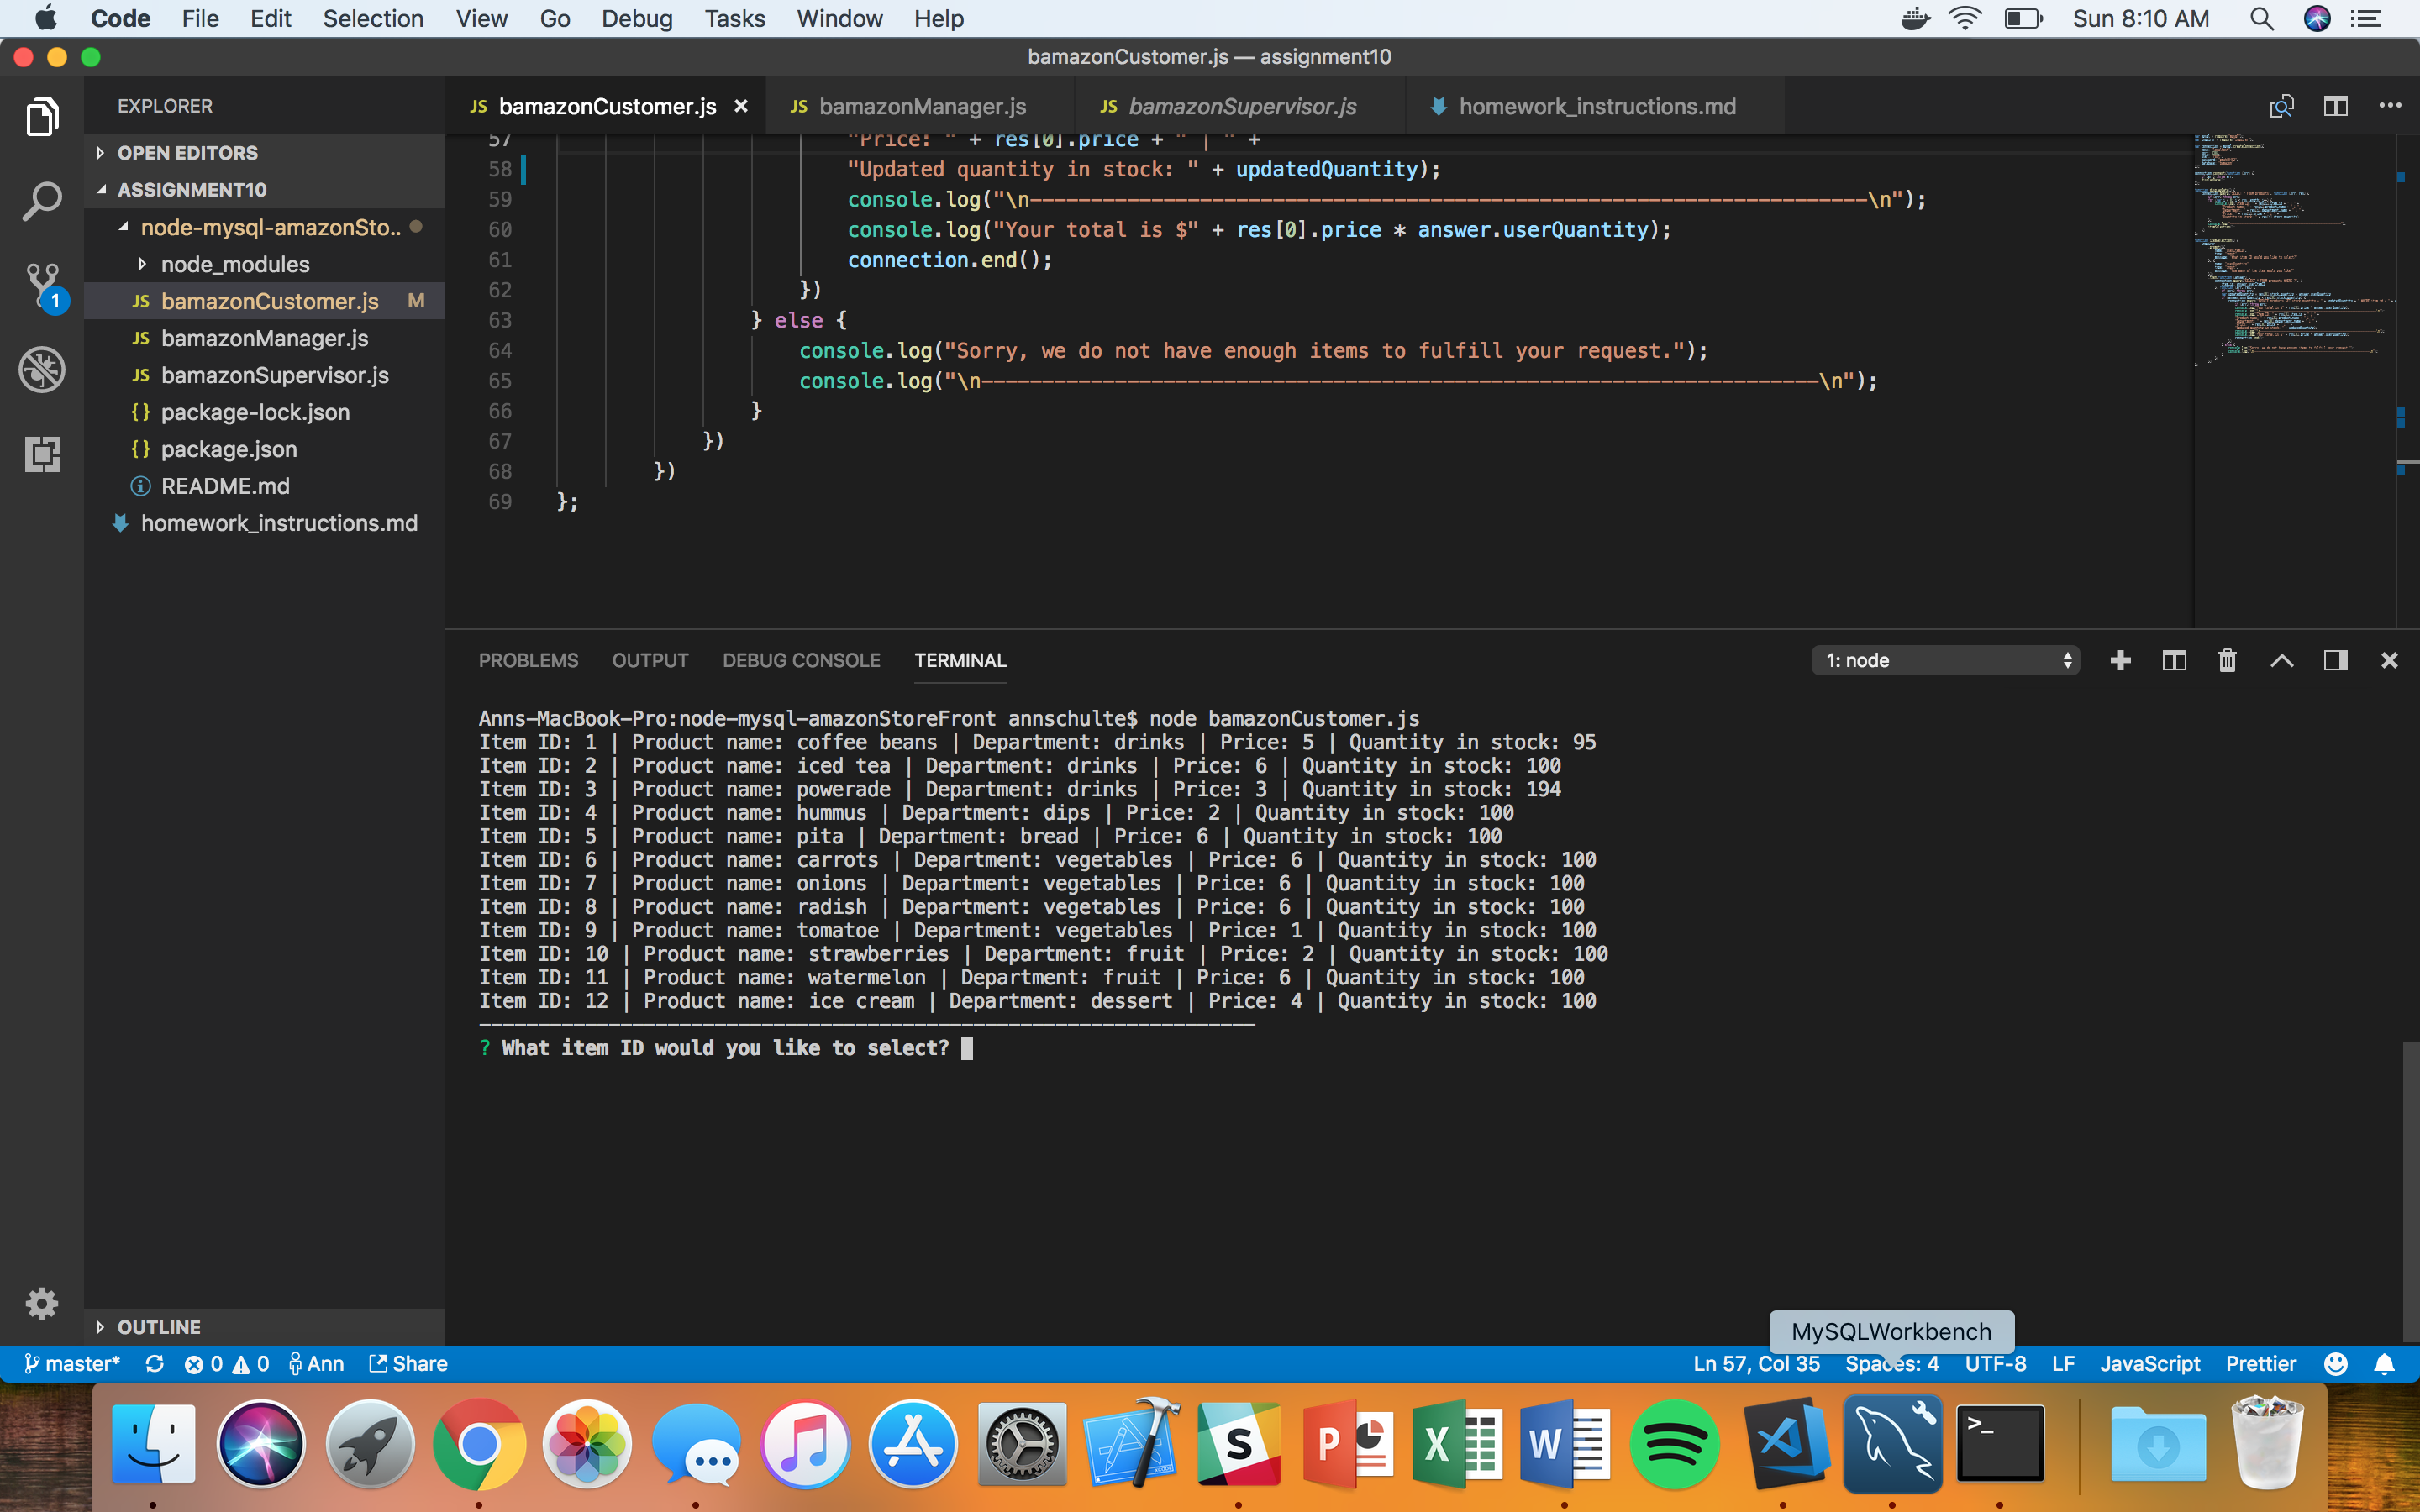 Code File Edit Selection View Go Debug Tasks Window Help Sun 8:10 AM
bamazonCustomer.js — assignment10
EXPLORER
OPEN EDITORS
ASSIGNMENT10
node-mysql-amazonSto..
node_modules
JS bamazonCustomer.js M
JS bamazonManager.js
JS bamazonSupervisor.js
{} package-lock.json
{} package.json
README.md
homework_instructions.md
OUTLINE
1
JS bamazonCustomer.js × JS bamazonManager.js JS bamazonSupervisor.js homework_instructions.md
57 "Price: " + res[0].price + " | " +
58 "Updated quantity in stock: " + updatedQuantity);
59 console.log("\n---------------------------------------------------------------------\n");
60 console.log("Your total is $" + res[0].price * answer.userQuantity);
61 connection.end();
62 })
63 } else {
64 console.log("Sorry, we do not have enough items to fulfill your request.");
65 console.log("\n---------------------------------------------------------------------\n");
66 }
67 })
68 })
69 };
PROBLEMS OUTPUT DEBUG CONSOLE TERMINAL 1: node
Anns-MacBook-Pro:node-mysql-amazonStoreFront annschulte$ node bamazonCustomer.js
Item ID: 1 | Product name: coffee beans | Department: drinks | Price: 5 | Quantity in stock: 95
Item ID: 2 | Product name: iced tea | Department: drinks | Price: 6 | Quantity in stock: 100
Item ID: 3 | Product name: powerade | Department: drinks | Price: 3 | Quantity in stock: 194
Item ID: 4 | Product name: hummus | Department: dips | Price: 2 | Quantity in stock: 100
Item ID: 5 | Product name: pita | Department: bread | Price: 6 | Quantity in stock: 100
Item ID: 6 | Product name: carrots | Department: vegetables | Price: 6 | Quantity in stock: 100
Item ID: 7 | Product name: onions | Department: vegetables | Price: 6 | Quantity in stock: 100
Item ID: 8 | Product name: radish | Department: vegetables | Price: 6 | Quantity in stock: 100
Item ID: 9 | Product name: tomatoe | Department: vegetables | Price: 1 | Quantity in stock: 100
Item ID: 10 | Product name: strawberries | Department: fruit | Price: 2 | Quantity in stock: 100
Item ID: 11 | Product name: watermelon | Department: fruit | Price: 6 | Quantity in stock: 100
Item ID: 12 | Product name: ice cream | Department: dessert | Price: 4 | Quantity in stock: 100
------------------------------------------------------------------
? What item ID would you like to select?
MySQLWorkbench
master* 0 0 Ann Share Ln 57, Col 35 Spaces: 4 UTF-8 LF JavaScript Prettier
S P X W >_